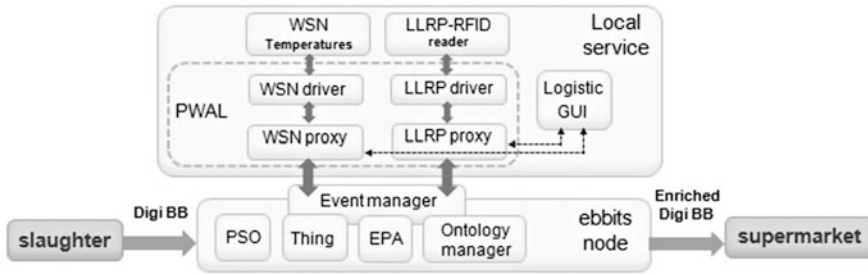 WSN
Temperatures
LLRP-RFID
reader
Local
service
PWAL
WSN driver
LLRP driver
Logistic
GUI
WSN proxy
LLRP proxy
Event manager
Digi BB
Enriched
Digi BB
slaughter
PSO
Thing
EPA
Ontology
manager
ebbits
node
supermarket